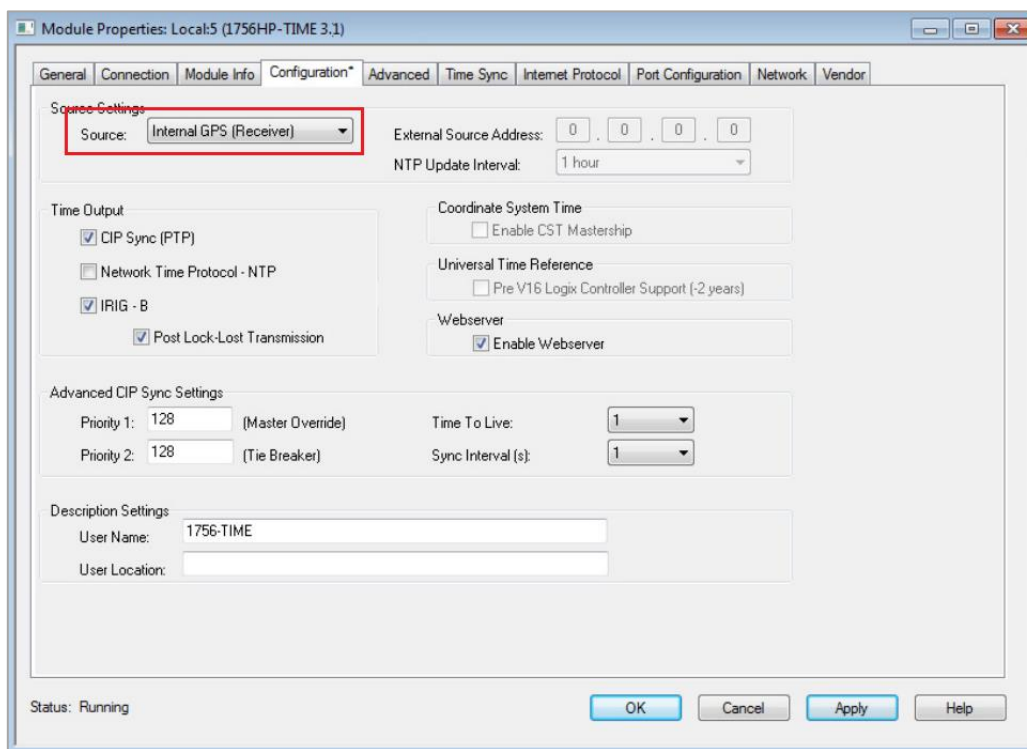 Module Properties: Local:5 (1756HP-TIME 3.1)
General Connection Module Info Configuration* Advanced Time Sync Internet Protocol Port Configuration Network Vendor
Source Settings
Source: Internal GPS (Receiver) External Source Address: 0 . 0 . 0 . 0
NTP Update Interval: 1 hour
Time Output Coordinate System Time
CIP Sync (PTP) Enable CST Mastership
Network Time Protocol - NTP Universal Time Reference
IRIG - B Pre V16 Logix Controller Support (-2 years)
Post Lock-Lost Transmission Webserver
Enable Webserver
Advanced CIP Sync Settings
Priority 1: 128 (Master Override) Time To Live: 1
Priority 2: 128 (Tie Breaker) Sync Interval (s): 1
Description Settings
User Name: 1756-TIME
User Location:
Status: Running OK Cancel Apply Help